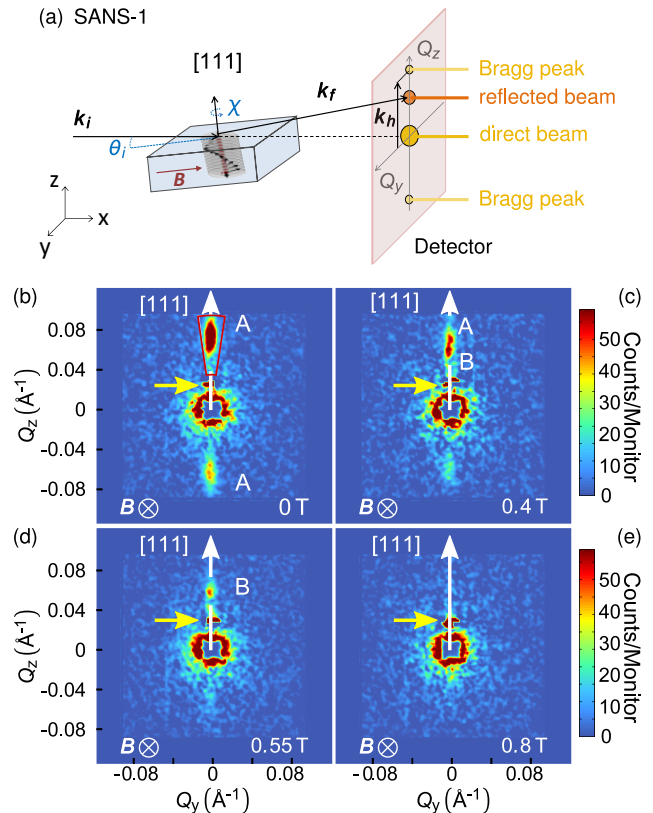 (a) SANS-1
[111]
χ
k_f
k_i
θ_i
B
k_h
Q_z
Q_y
Bragg peak
reflected beam
direct beam
Bragg peak
Detector
z
x
y
(b) [111] A
[111] (c)
A
B
A
0.08
0.04
0
-0.04
-0.08
Q_z (Å⁻¹)
B⊗ 0 T
B⊗ 0.4 T
50
40
30
20
10
0
Counts/Monitor
(d) [111]
[111] (e)
B
0.08
0.04
0
-0.04
-0.08
Q_z (Å⁻¹)
B⊗ 0.55 T
B⊗ 0.8 T
50
40
30
20
10
0
Counts/Monitor
-0.08 0 0.08
-0.08 0 0.08
Q_y (Å⁻¹)
Q_y (Å⁻¹)